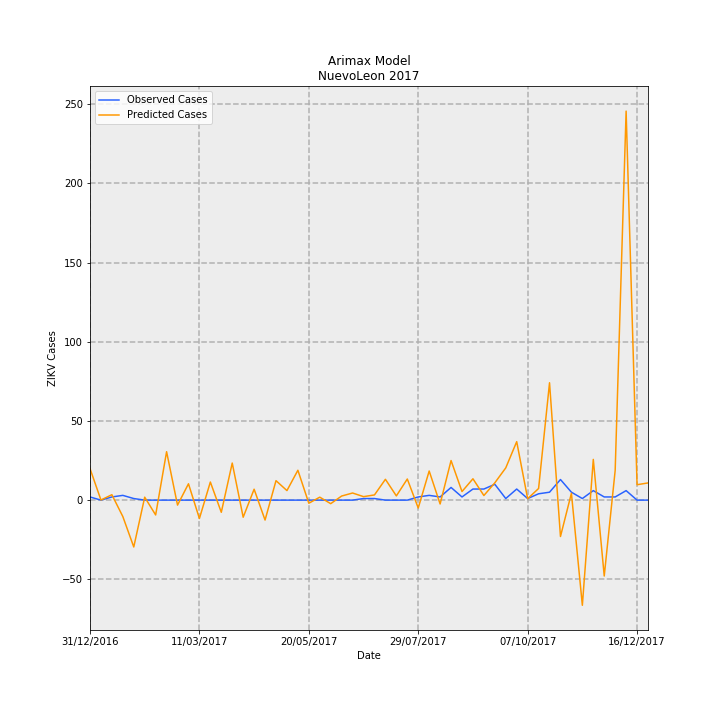 Arimax Model
NuevoLeon 2017
Observed Cases
Predicted Cases
250
200
150
100
50
0
−50
ZIKV Cases
31/12/2016 11/03/2017 20/05/2017 29/07/2017 07/10/2017 16/12/2017
Date